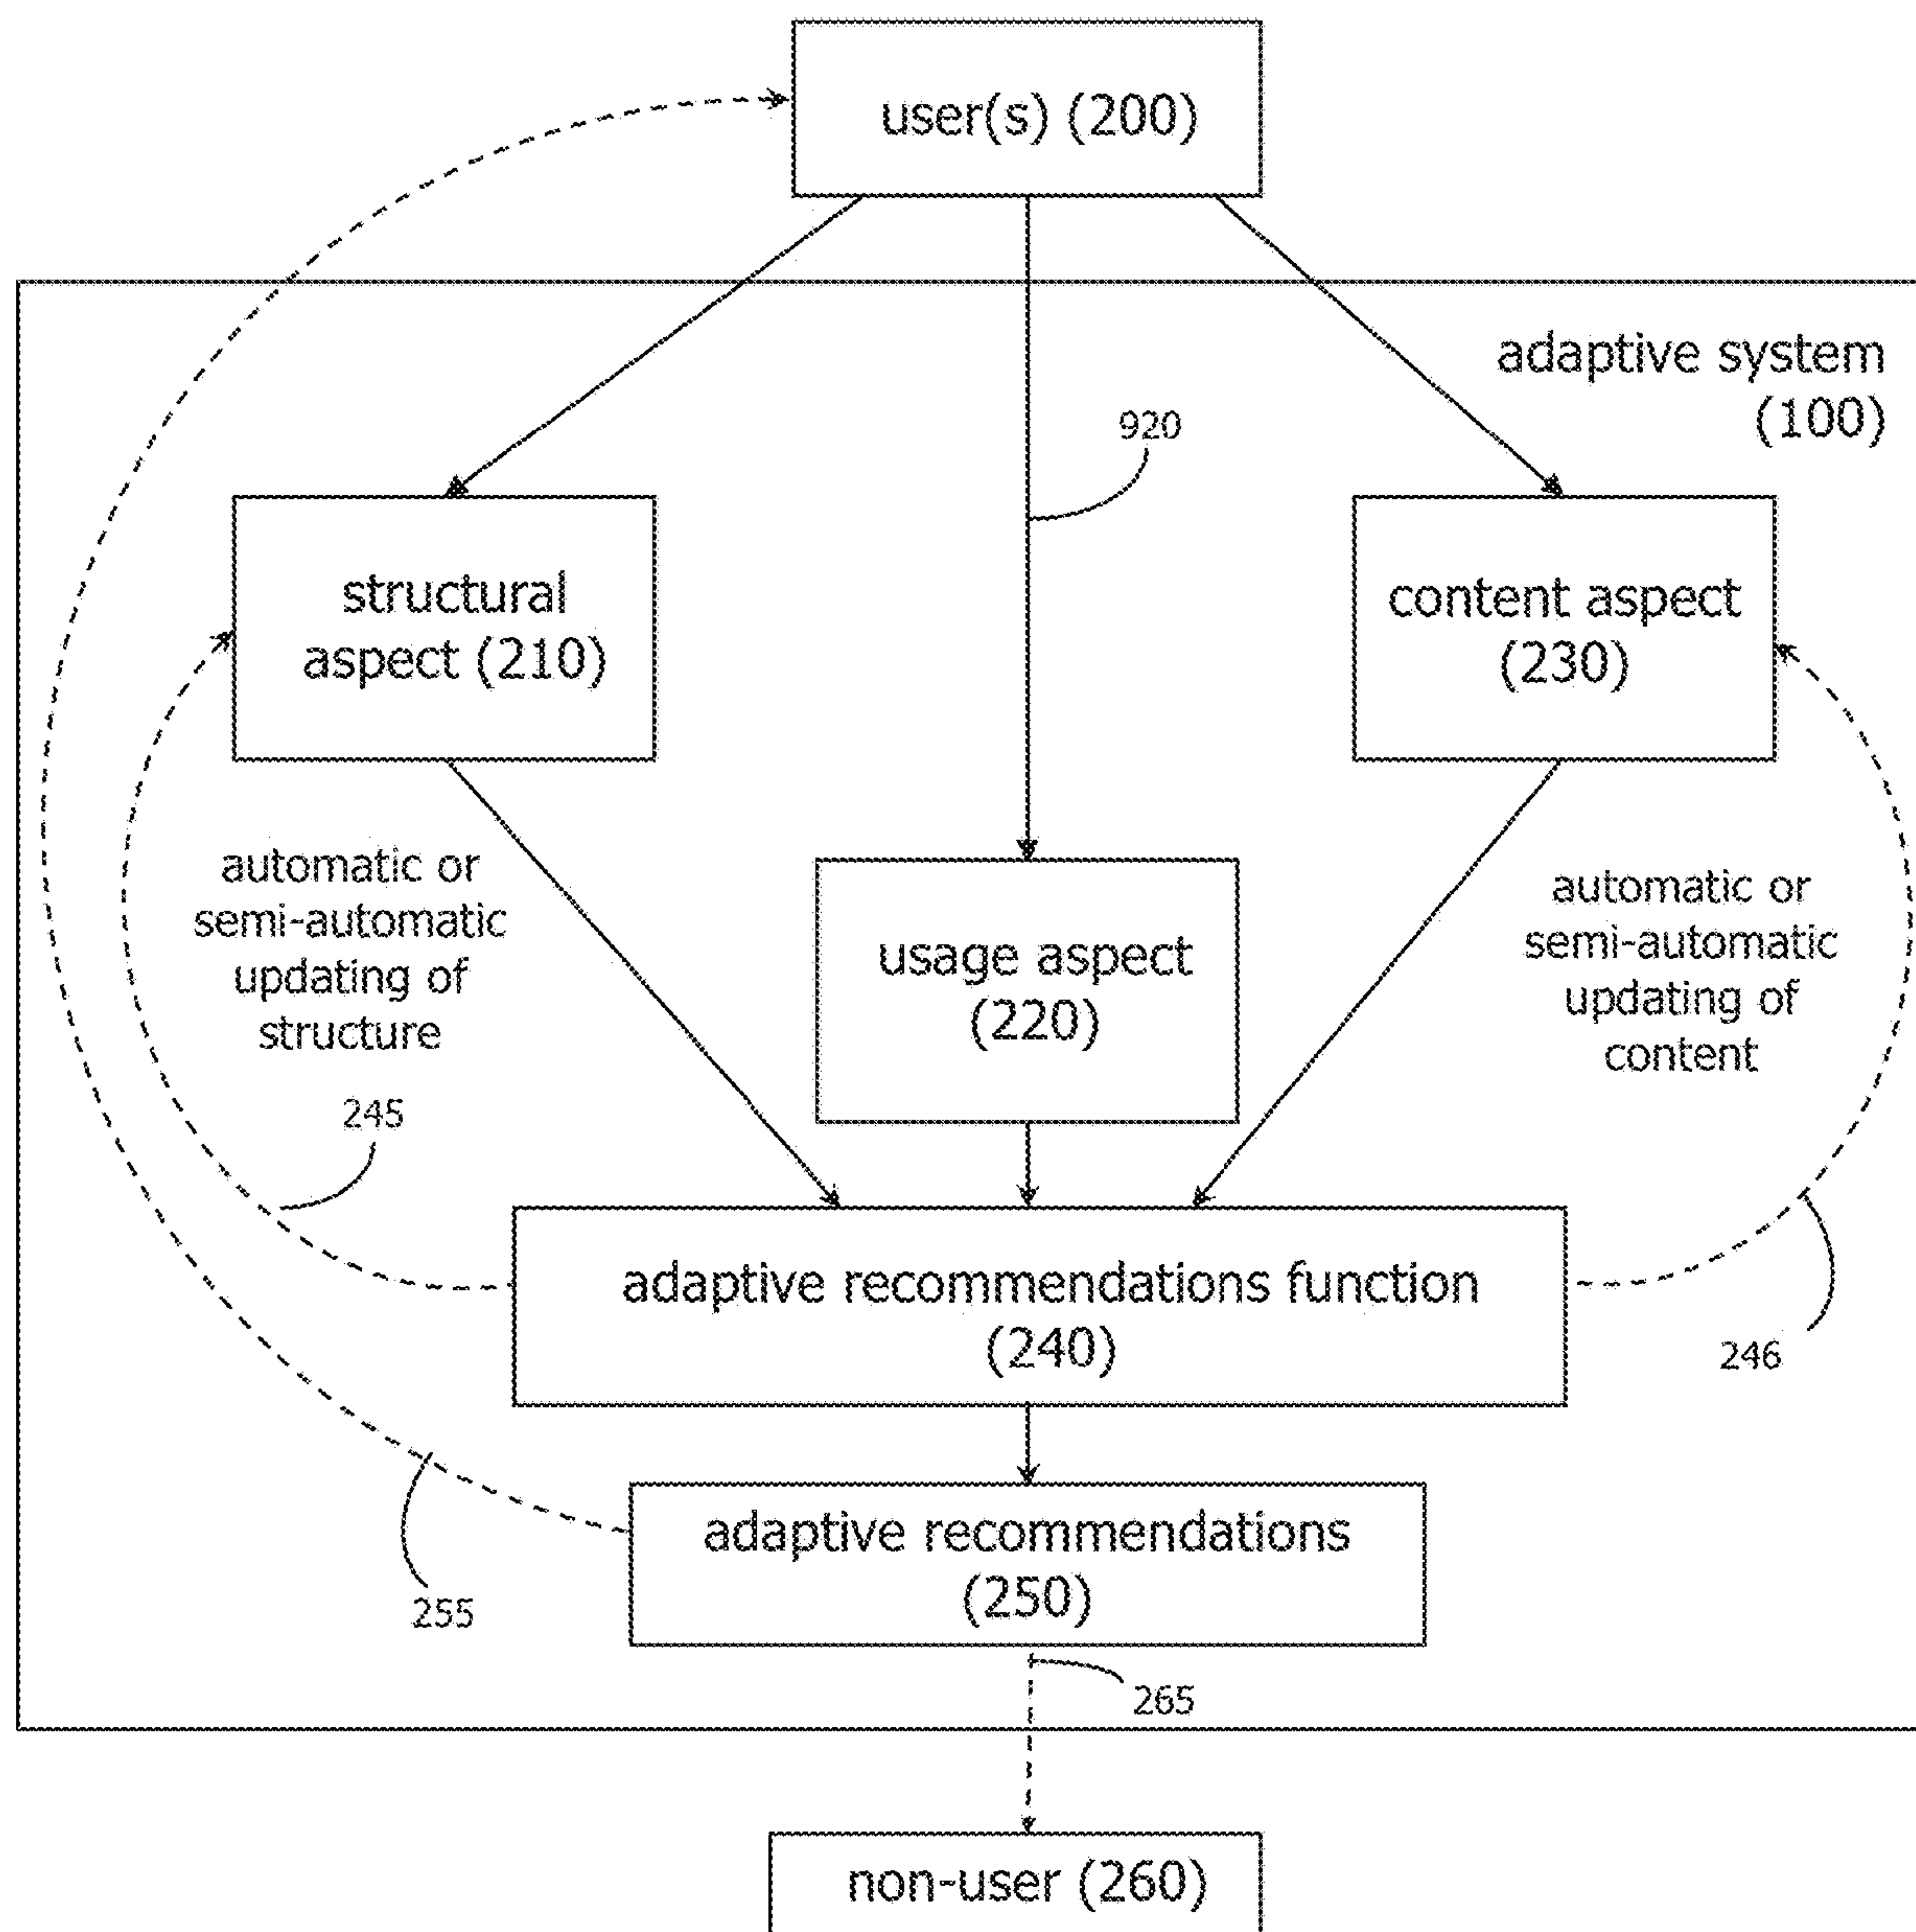 user(s) (200)
adaptive system
(100)
920
structural
aspect (210)
content aspect
(230)
automatic or
semi-automatic
updating of
structure
usage aspect
(220)
automatic or
semi-automatic
updating of
content
245
adaptive recommendations function
(240)
246
adaptive recommendations
(250)
255
265
non-user (260)